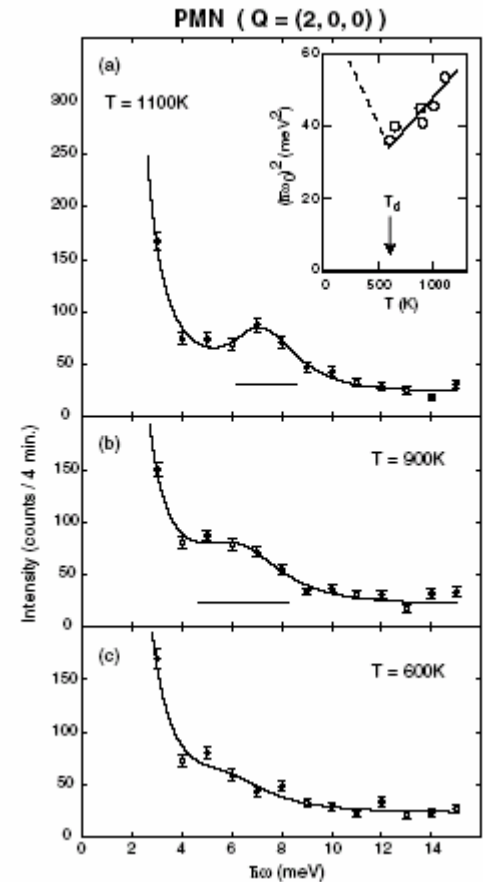 PMN ( Q = (2, 0, 0) )
(a)
T = 1100K
300
250
200
150
100
50
0
60
40
20
0
(ħω₀)² (meV²)
T_d
0 500 1000
T (K)
(b)
T = 900K
150
100
50
0
Intensity (counts / 4 min.)
(c)
T = 600K
150
100
50
0
0 2 4 6 8 10 12 14
ħω (meV)